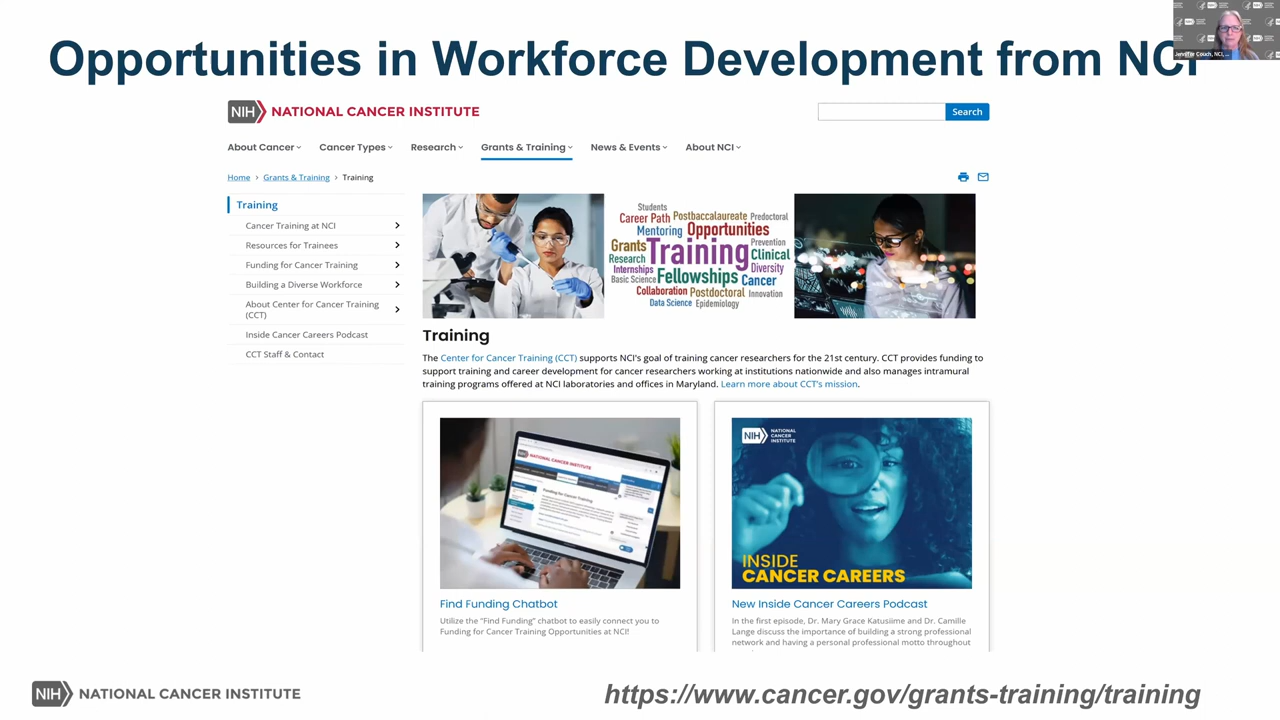 Opportunities in Workforce Development from NCI
Jennifer Couch, NCI, ...
NIH NATIONAL CANCER INSTITUTE
Search
About Cancer
Cancer Types
Research
Grants & Training
News & Events
About NCI
Home > Grants & Training > Training
Training
Cancer Training at NCI
Resources for Trainees
Funding for Cancer Training
Building a Diverse Workforce
About Center for Cancer Training
(CCT)
Inside Cancer Careers Podcast
CCT Staff & Contact
Students
Career Path Postbaccalaureate Predoctoral
Mentoring Opportunities
Grants Training Prevention
Research Clinical
Internships Fellowships Diversity
Basic Science Cancer
Collaboration Postdoctoral Innovation
Data Science Epidemiology
Training
The Center for Cancer Training (CCT) supports NCI's goal of training cancer researchers for the 21st century. CCT provides funding to
support training and career development for cancer researchers working at institutions nationwide and also manages intramural
training programs offered at NCI laboratories and offices in Maryland. Learn more about CCT's mission.
NATIONAL CANCER INSTITUTE
Funding for Cancer Training
Find Funding Chatbot
Utilize the "Find Funding" chatbot to easily connect you to
Funding for Cancer Training Opportunities at NCI!
NIH NATIONAL
CANCER
INSTITUTE
INSIDE
CANCER CAREERS
New Inside Cancer Careers Podcast
In the first episode, Dr. Mary Grace Katusiime and Dr. Camille
Lange discuss the importance of building a strong professional
network and having a personal professional motto throughout
NIH NATIONAL CANCER INSTITUTE
https://www.cancer.gov/grants-training/training